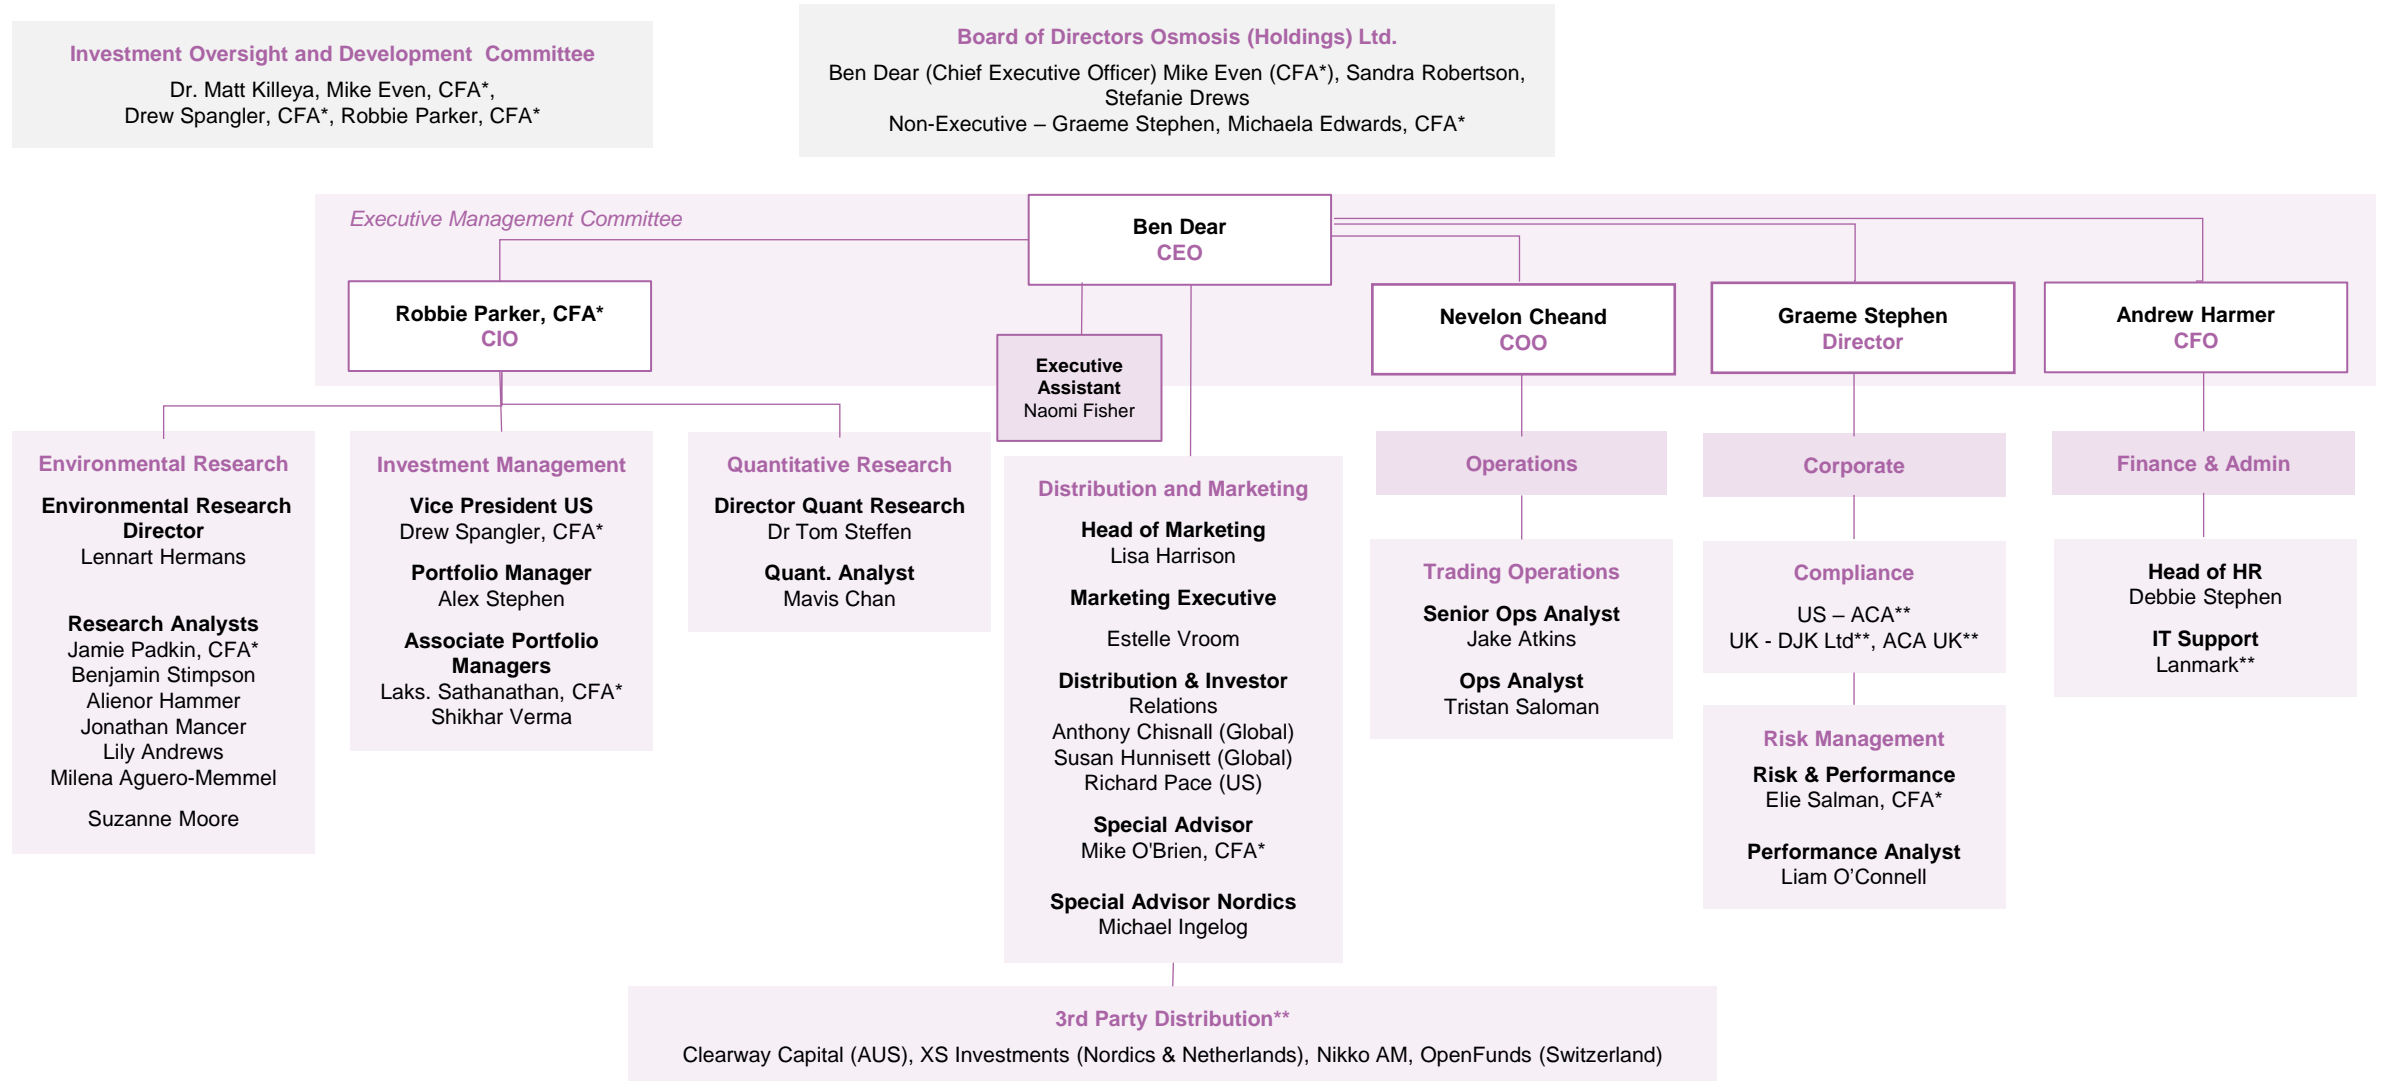 Investment Oversight and Development Committee
Dr. Matt Killeya, Mike Even, CFA*,
Drew Spangler, CFA*, Robbie Parker, CFA*
Board of Directors Osmosis (Holdings) Ltd.
Ben Dear (Chief Executive Officer) Mike Even (CFA*), Sandra Robertson,
Stefanie Drews
Non-Executive – Graeme Stephen, Michaela Edwards, CFA*
Executive Management Committee
Ben Dear
CEO
Robbie Parker, CFA*
CIO
Executive
Assistant
Naomi Fisher
Nevelon Cheand
COO
Graeme Stephen
Director
Andrew Harmer
CFO
Environmental Research
Environmental Research
Director
Lennart Hermans
Research Analysts
Jamie Padkin, CFA*
Benjamin Stimpson
Alienor Hammer
Jonathan Mancer
Lily Andrews
Milena Aguero-Memmel
Suzanne Moore
Investment Management
Vice President US
Drew Spangler, CFA*
Portfolio Manager
Alex Stephen
Associate Portfolio
Managers
Laks. Sathanathan, CFA*
Shikhar Verma
Quantitative Research
Director Quant Research
Dr Tom Steffen
Quant. Analyst
Mavis Chan
Distribution and Marketing
Head of Marketing
Lisa Harrison
Marketing Executive
Estelle Vroom
Distribution & Investor
Relations
Anthony Chisnall (Global)
Susan Hunnisett (Global)
Richard Pace (US)
Special Advisor
Mike O'Brien, CFA*
Special Advisor Nordics
Michael Ingelog
Operations
Trading Operations
Senior Ops Analyst
Jake Atkins
Ops Analyst
Tristan Saloman
Corporate
Compliance
US – ACA**
UK - DJK Ltd**, ACA UK**
Risk Management
Risk & Performance
Elie Salman, CFA*
Performance Analyst
Liam O’Connell
Finance & Admin
Head of HR
Debbie Stephen
IT Support
Lanmark**
3rd Party Distribution**
Clearway Capital (AUS), XS Investments (Nordics & Netherlands), Nikko AM, OpenFunds (Switzerland)